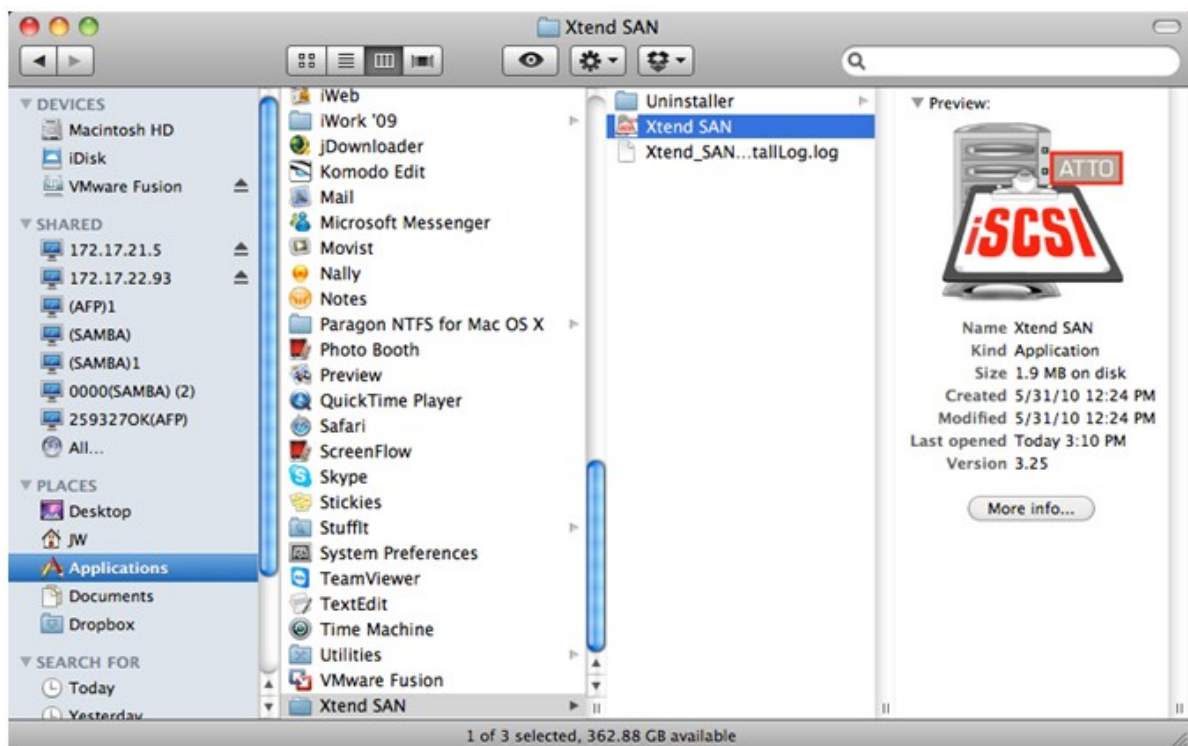 Xtend SAN
DEVICES
Macintosh HD
iDisk
VMware Fusion
SHARED
172.17.21.5
172.17.22.93
(AFP)1
(SAMBA)
(SAMBA)1
0000(SAMBA) (2)
259327OK(AFP)
All...
PLACES
Desktop
JW
Applications
Documents
Dropbox
SEARCH FOR
Today
Yesterday
iWeb
iWork '09
jDownloader
Komodo Edit
Mail
Microsoft Messenger
Movist
Nally
Notes
Paragon NTFS for Mac OS X
Photo Booth
Preview
QuickTime Player
Safari
ScreenFlow
Skype
Stickies
StuffIt
System Preferences
TeamViewer
TextEdit
Time Machine
Utilities
VMware Fusion
Xtend SAN
Uninstaller
Xtend SAN
Xtend_SAN...tallLog.log
Preview:
ATTO
iSCSI
Name Xtend SAN
Kind Application
Size 1.9 MB on disk
Created 5/31/10 12:24 PM
Modified 5/31/10 12:24 PM
Last opened Today 3:10 PM
Version 3.25
More info...
1 of 3 selected, 362.88 GB available